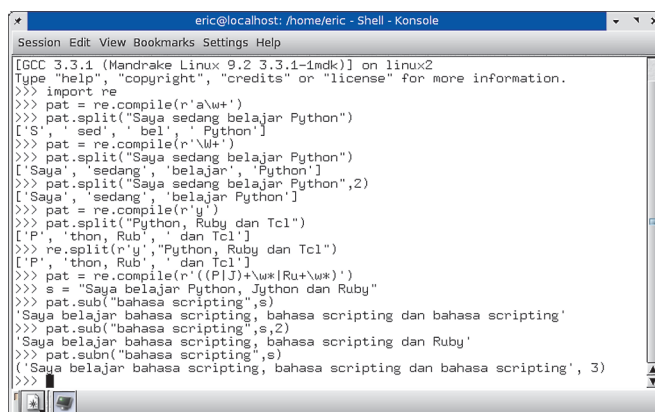 eric@localhost: /home/eric - Shell - Konsole
Session Edit View Bookmarks Settings Help
[GCC 3.3.1 (Mandrake Linux 9.2 3.3.1-1mdk)] on linux2
Type "help", "copyright", "credits" or "license" for more information.
>>> import re
>>> pat = re.compile(r'a\w+')
>>> pat.split("Saya sedang belajar Python")
['S', ' sed', ' bel', ' Python']
>>> pat = re.compile(r'\W+')
>>> pat.split("Saya sedang belajar Python")
['Saya', 'sedang', 'belajar', 'Python']
>>> pat.split("Saya sedang belajar Python",2)
['Saya', 'sedang', 'belajar Python']
>>> pat = re.compile(r'y')
>>> pat.split("Python, Ruby dan Tcl")
['P', 'thon, Rub', ' dan Tcl']
>>> re.split(r'y',"Python, Ruby dan Tcl")
['P', 'thon, Rub', ' dan Tcl']
>>> pat = re.compile(r'((P|J)+\w*|Ru+\w*)')
>>> s = "Saya belajar Python, Jython dan Ruby"
>>> pat.sub("bahasa scripting",s)
'Saya belajar bahasa scripting, bahasa scripting dan bahasa scripting'
>>> pat.sub("bahasa scripting",s,2)
'Saya belajar bahasa scripting, bahasa scripting dan Ruby'
>>> pat.subn("bahasa scripting",s)
('Saya belajar bahasa scripting, bahasa scripting dan bahasa scripting', 3)
>>>